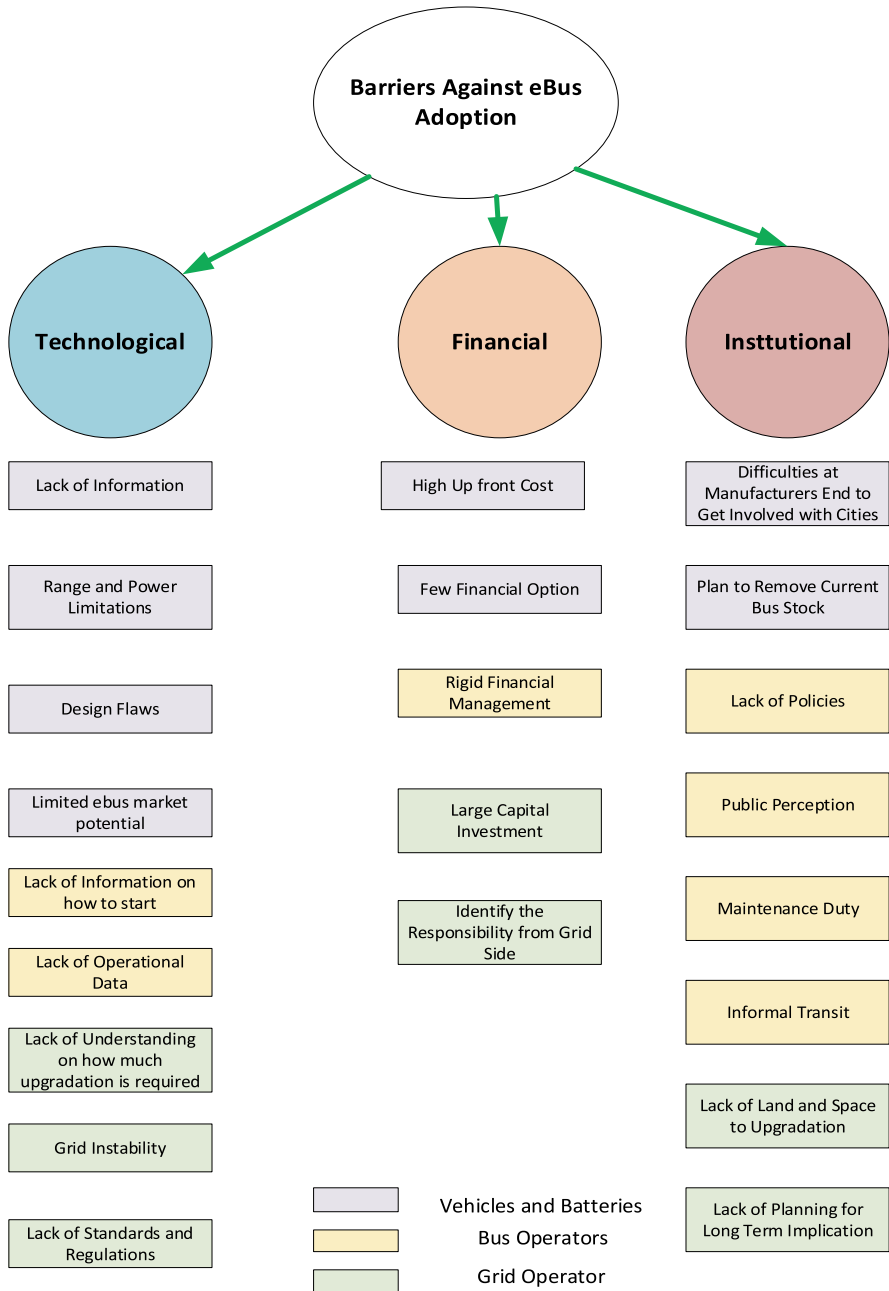 Barriers Against eBus
Adoption
Technological
Financial
Insttutional
Lack of Information
Range and Power
Limitations
Design Flaws
Limited ebus market
potential
Lack of Information on
how to start
Lack of Operational
Data
Lack of Understanding
on how much
upgradation is required
Grid Instability
Lack of Standards and
Regulations
High Up front Cost
Few Financial Option
Rigid Financial
Management
Large Capital
Investment
Identify the
Responsibility from Grid
Side
Difficulties at
Manufacturers End to
Get Involved with Cities
Plan to Remove Current
Bus Stock
Lack of Policies
Public Perception
Maintenance Duty
Informal Transit
Lack of Land and Space
to Upgradation
Lack of Planning for
Long Term Implication
Vehicles and Batteries
Bus Operators
Grid Operator